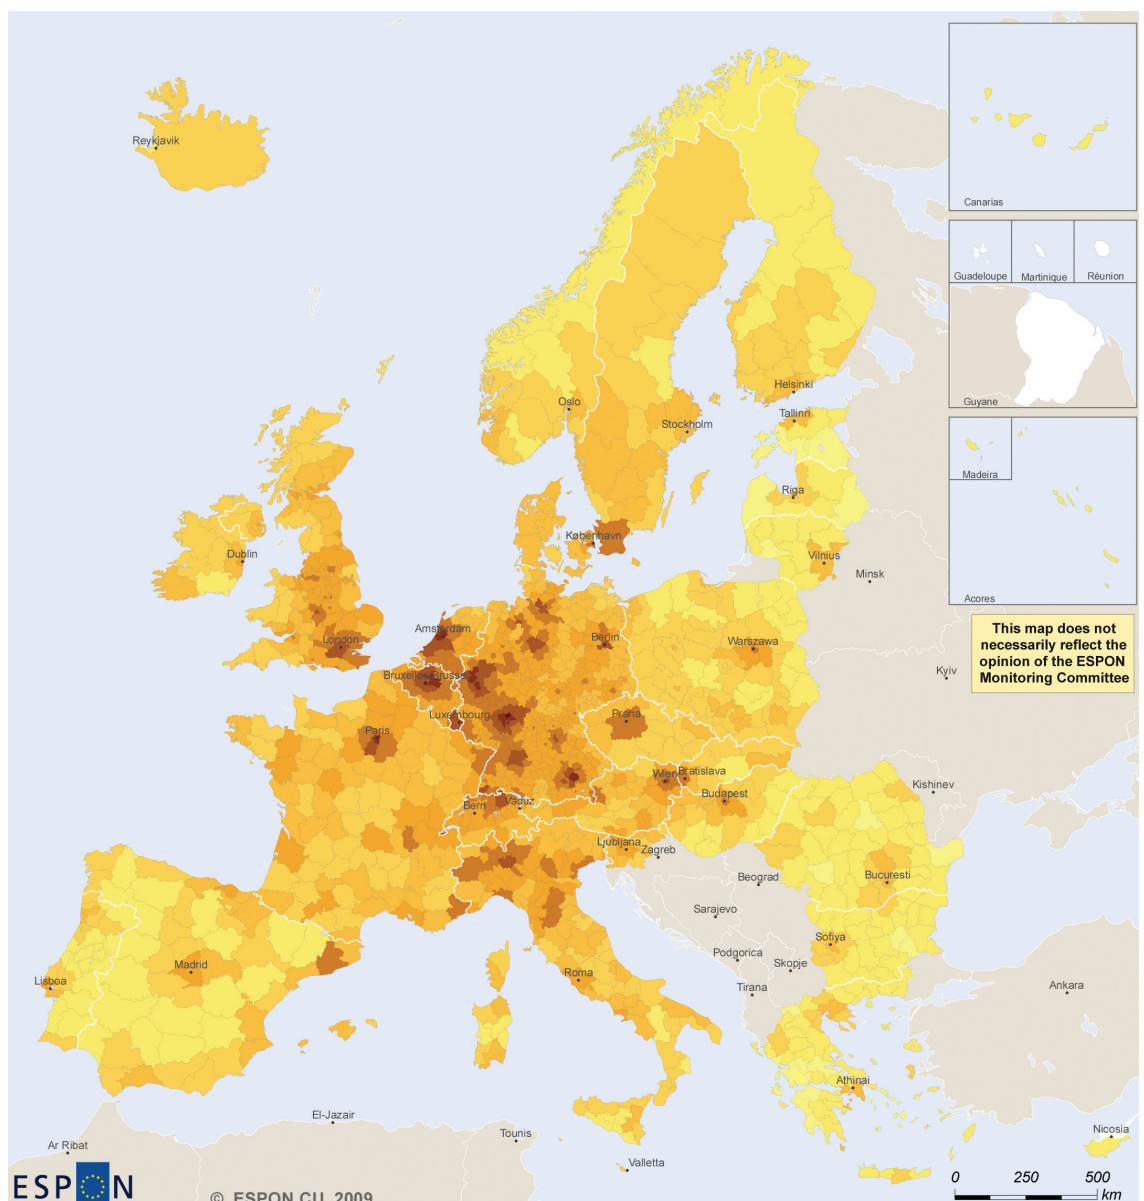 Reykjavik
Canarias
Guadeloupe
Martinique
Réunion
Guyane
Madeira
Acores
Oslo
Helsinki
Tallinn
Stockholm
Riga
København
Vilnius
Dublin
Minsk
London
Amsterdam
Berlin
Warszawa
This map does not
necessarily reflect the
opinion of the ESPON
Monitoring Committee
Bruxelles-Brussel
Kyiv
Luxembourg
Praha
Paris
Wien
Bratislava
Kishinev
Budapest
Bern
Vaduz
Ljubljana
Zagreb
Beograd
Bucuresti
Sarajevo
Sofiya
Podgorica
Skopje
Madrid
Roma
Lisboa
Tirana
Ankara
Athinai
El-Jazair
Tounis
Nicosia
Ar Ribat
Valletta
0 250 500
km
ESPON
© ESPON CU, 2009